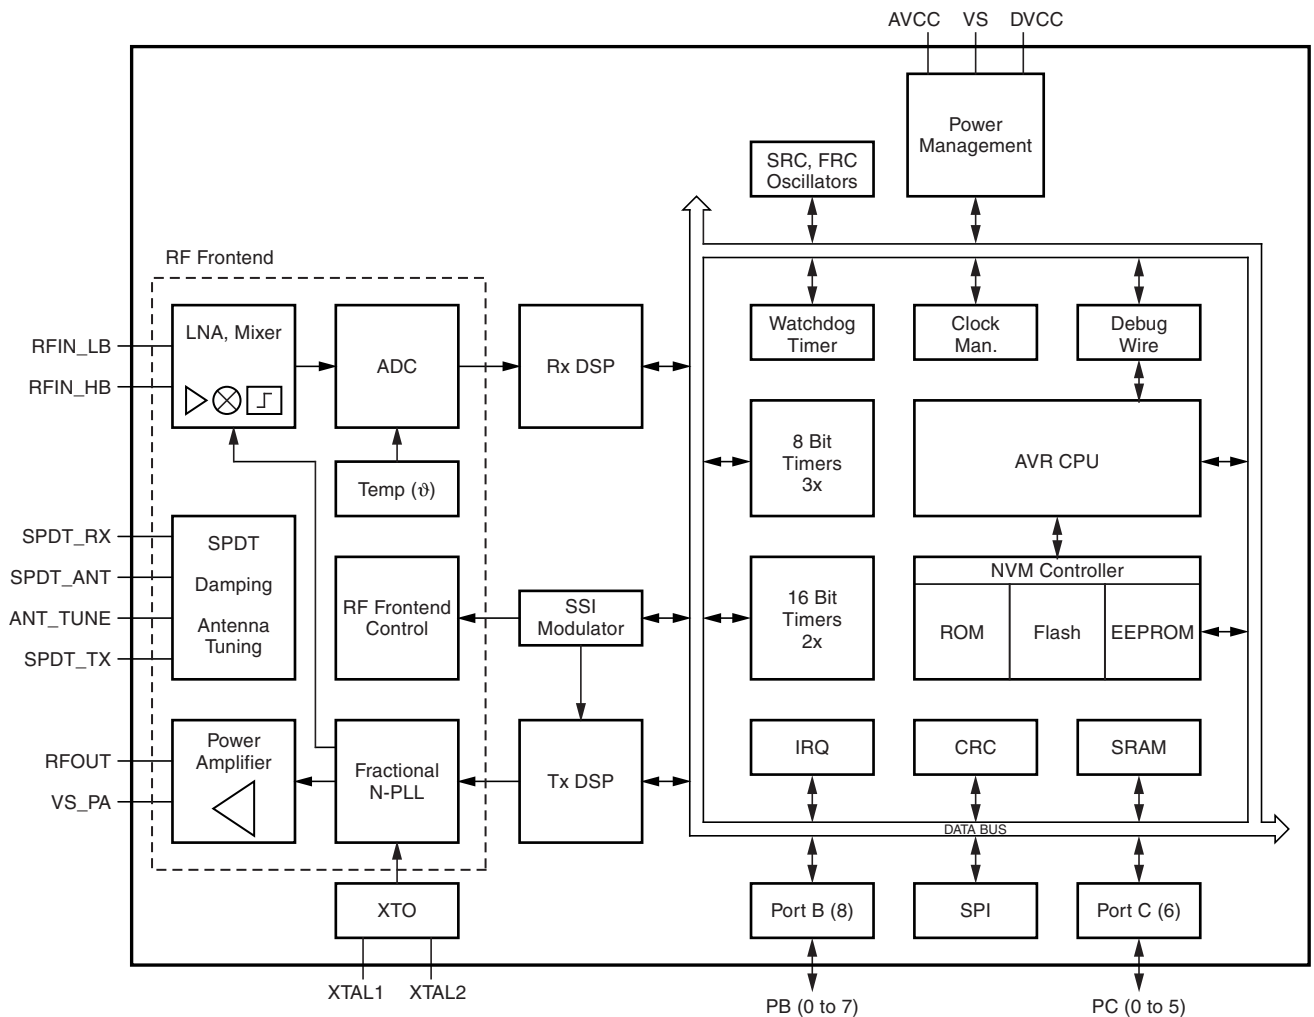 AVCC VS DVCC
Power
Management
SRC, FRC
Oscillators
RF Frontend
LNA, Mixer
ADC
Rx DSP
RFIN_LB
RFIN_HB
Temp (ϑ)
Watchdog
Timer
Clock
Man.
Debug
Wire
8 Bit
Timers
3x
AVR CPU
SPDT_RX
SPDT_ANT
ANT_TUNE
SPDT_TX
SPDT
Damping
Antenna
Tuning
RF Frontend
Control
SSI
Modulator
16 Bit
Timers
2x
NVM Controller
ROM
Flash
EEPROM
RFOUT
VS_PA
Power
Amplifier
Fractional
N-PLL
Tx DSP
IRQ
CRC
SRAM
DATA BUS
XTO
Port B (8)
SPI
Port C (6)
XTAL1
XTAL2
PB (0 to 7)
PC (0 to 5)